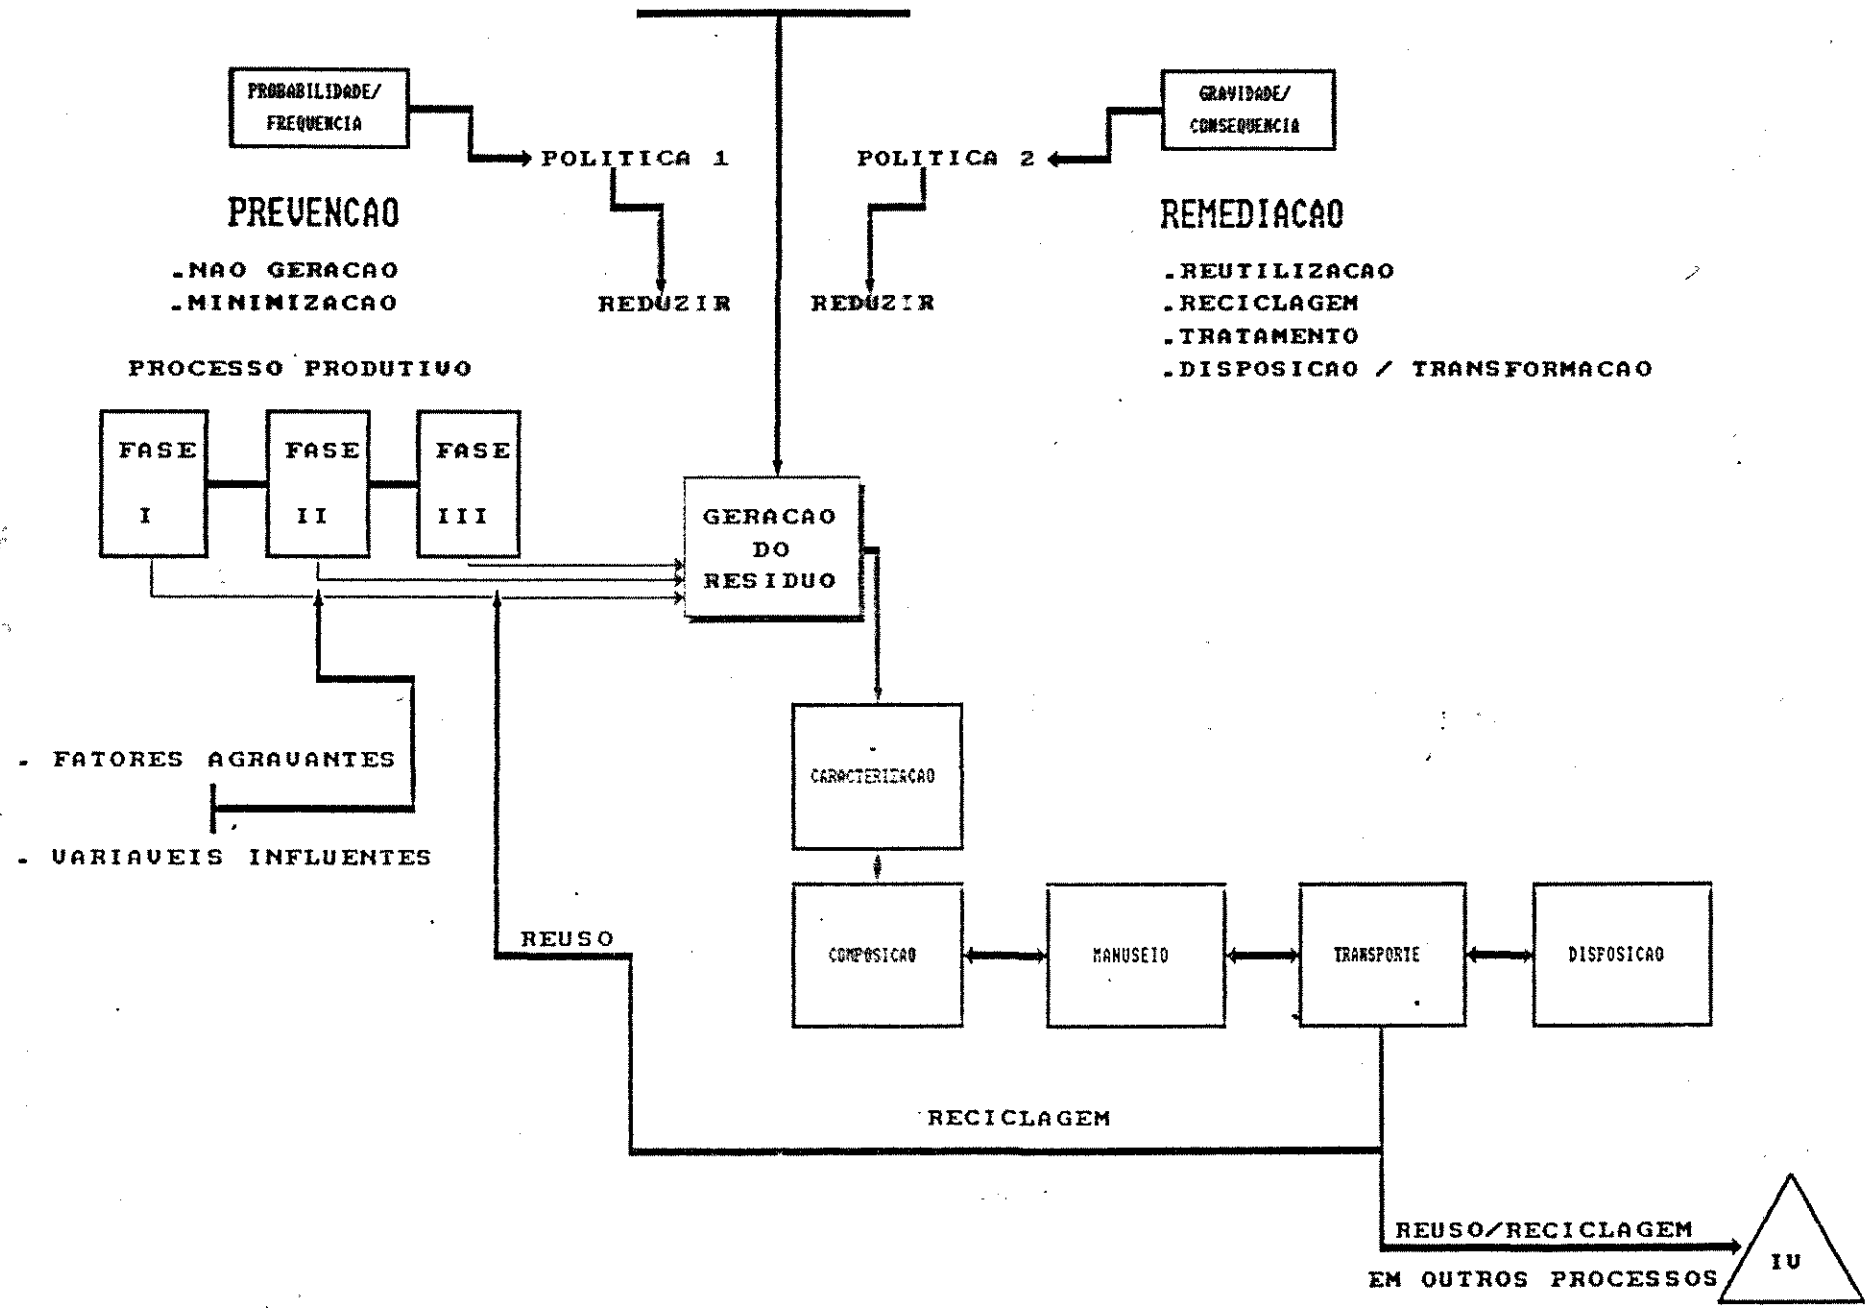 PROBABILIDADE/
FREQUENCIA
GRAVIDADE/
CONSEQUENCIA
POLITICA 1
POLITICA 2
PREVENCAO
REMEDIACAO
.NAO GERACAO
.MINIMIZACAO
REDUZIR
REDUZIR
.REUTILIZACAO
.RECICLAGEM
.TRATAMENTO
.DISPOSICAO / TRANSFORMACAO
PROCESSO PRODUTIVO
FASE
I
FASE
II
FASE
III
GERACAO
DO
RESIDUO
. FATORES AGRAVANTES
. VARIAVEIS INFLUENTES
CARACTERIZACAO
COMPOSICAO
MANUSEIO
TRANSPORTE
DISPOSICAO
REUSO
RECICLAGEM
REUSO/RECICLAGEM
EM OUTROS PROCESSOS
IV